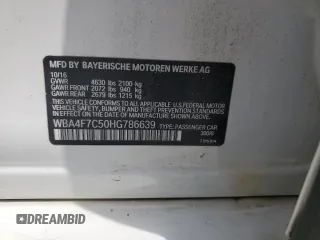 MFD BY BAYERISCHE MOTOREN WERKE AG
10/16
GVWR 4630 lbs 2100 kg
GAWR FRONT 2072 lbs 940 kg
GAWR REAR 2679 lbs 1215 kg
THIS VEHICLE CONFORMS TO ALL APPLICABLE
U.S. FEDERAL MOTOR VEHICLE SAFETY,
BUMPER AND THEFT PREVENTION STANDARDS
IN EFFECT ON THE DATE OF MANUFACTURE
SHOWN ABOVE.
WBA4F7C50HG786639 TYPE: PASSENGER CAR
autobidmaster